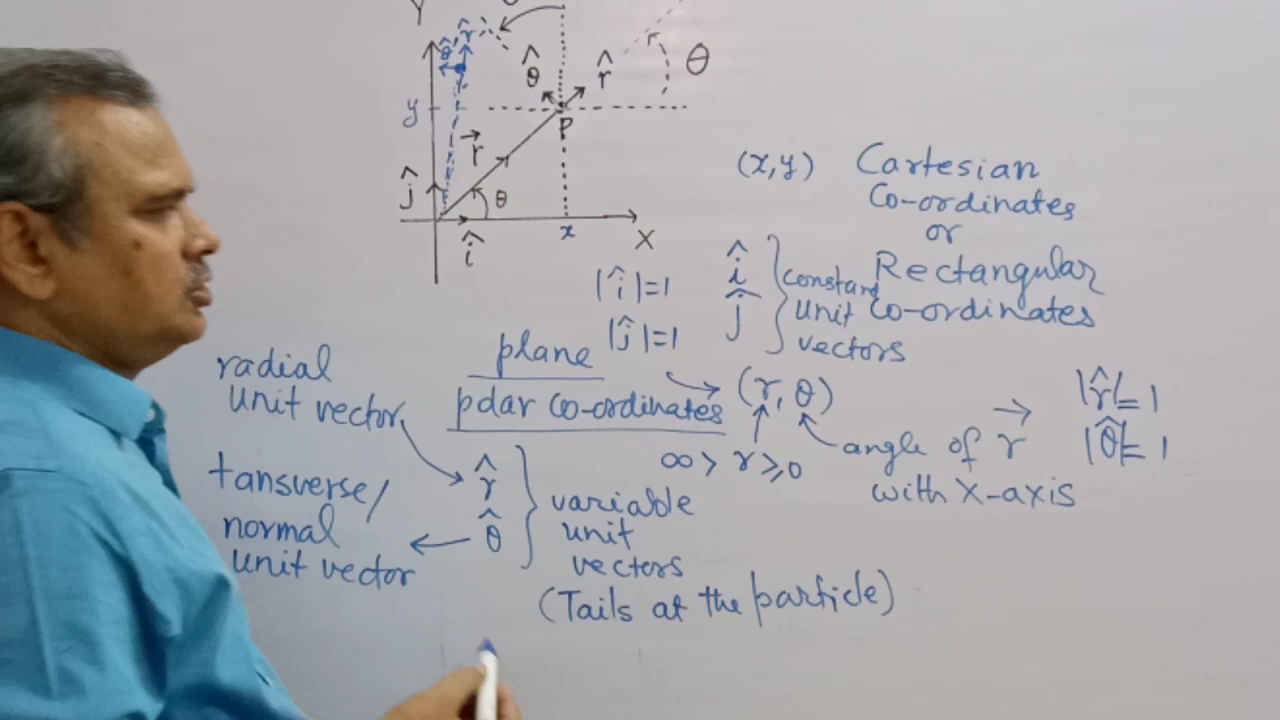 Y
θ̂ r̂
θ̂ r̂ θ
y
P
r⃗
ĵ θ
î x X
(x,y) Cartesian
Co-ordinates
or
Rectangular
Co-ordinates
|î|=1
|ĵ|=1
î
ĵ
constant
unit
vectors
plane
polar co-ordinates (r, θ)
∞ > r ≥ 0
angle of r⃗
with X-axis
|r̂|= 1
|θ̂|= 1
radial
unit vector
tansverse/
normal
unit vector
r̂
θ̂
variable
unit
vectors
(Tails at the particle)